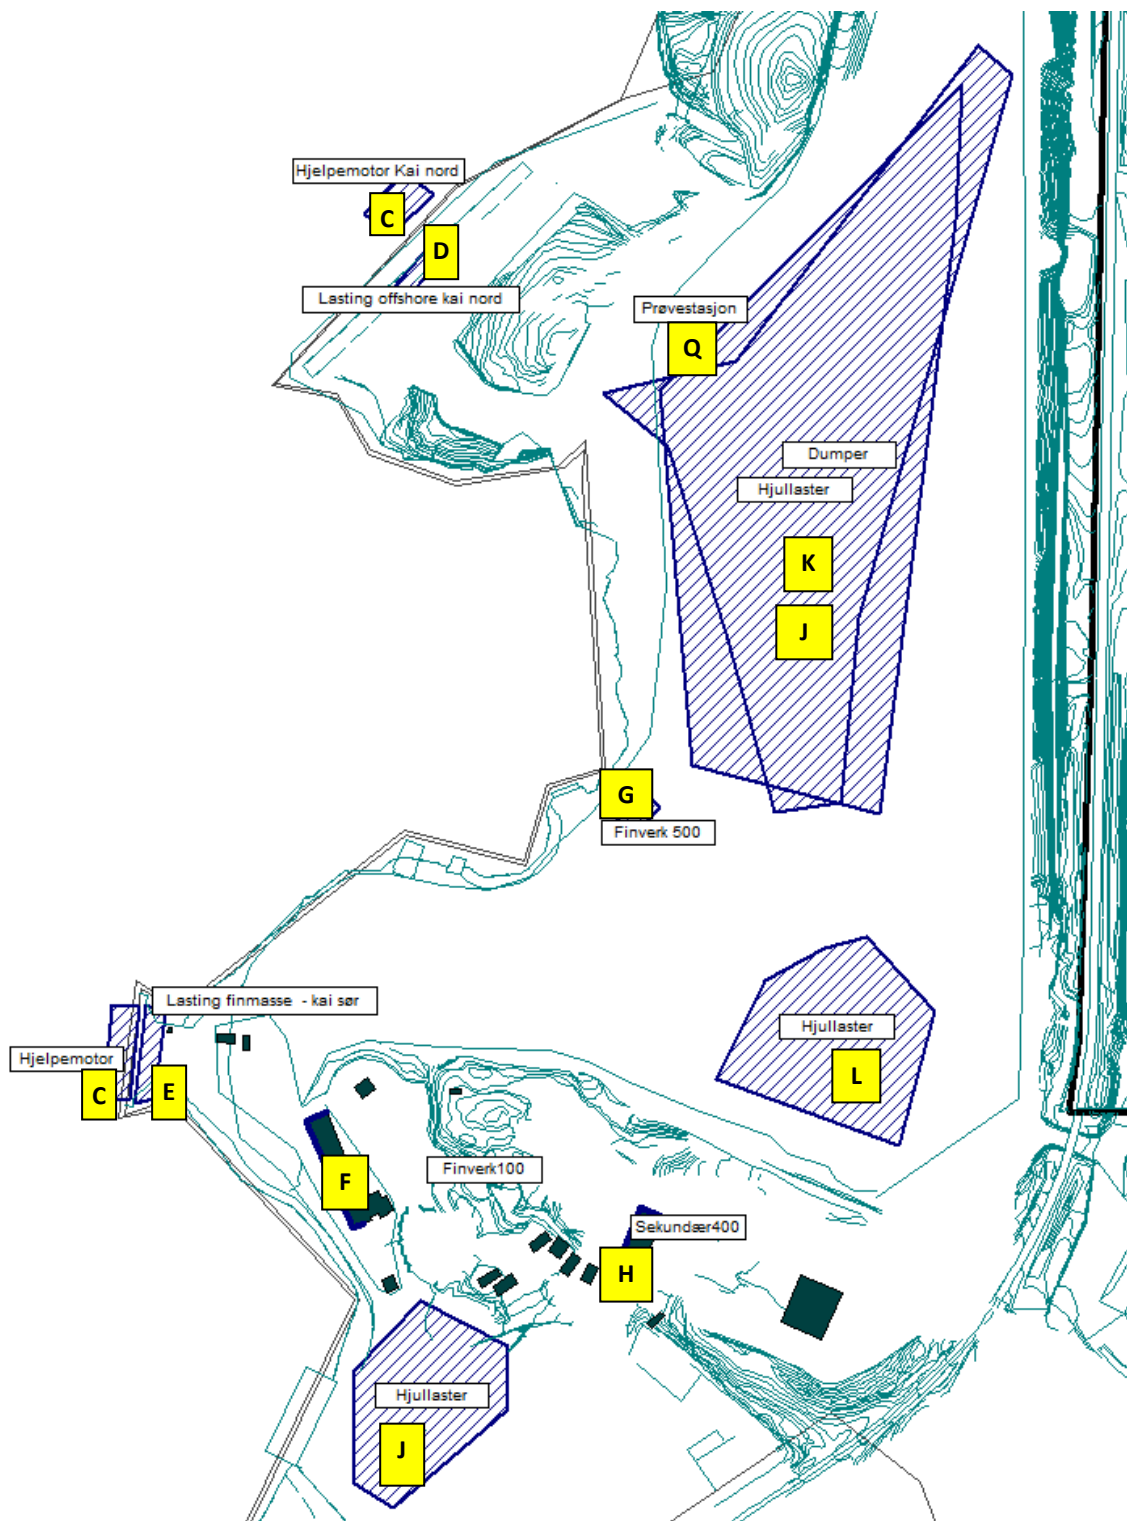 Hjelpemotor Kai nord
C
D
Lasting offshore kai nord
Prøvestasjon
Q
Dumper
Hjullaster
K
J
G
Finverk 500
Lasting finmasse - kai sør
Hjullaster
Hjelpemotor
L
C
E
Finverk100
F
Sekundær400
H
Hjullaster
J